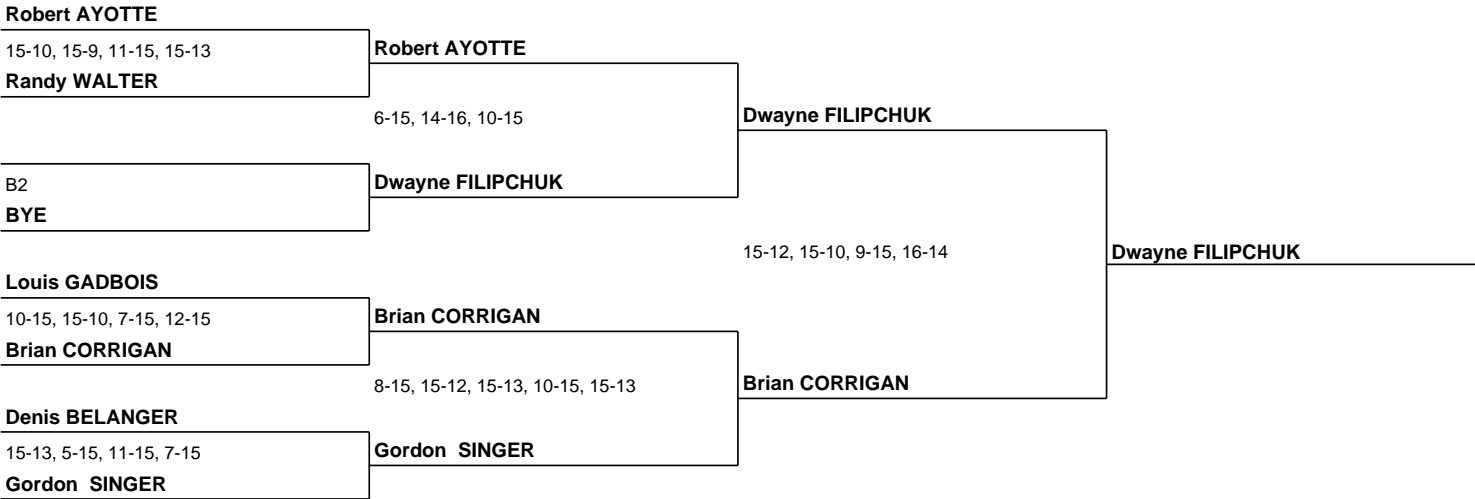 Robert AYOTTE
15-10, 15-9, 11-15, 15-13
Randy WALTER
B2
BYE
Louis GADBOIS
10-15, 15-10, 7-15, 12-15
Brian CORRIGAN
Denis BELANGER
15-13, 5-15, 11-15, 7-15
Gordon  SINGER
Robert AYOTTE
6-15, 14-16, 10-15
Dwayne FILIPCHUK
Brian CORRIGAN
8-15, 15-12, 15-13, 10-15, 15-13
Gordon  SINGER
Dwayne FILIPCHUK
15-12, 15-10, 9-15, 16-14
Brian CORRIGAN
Dwayne FILIPCHUK